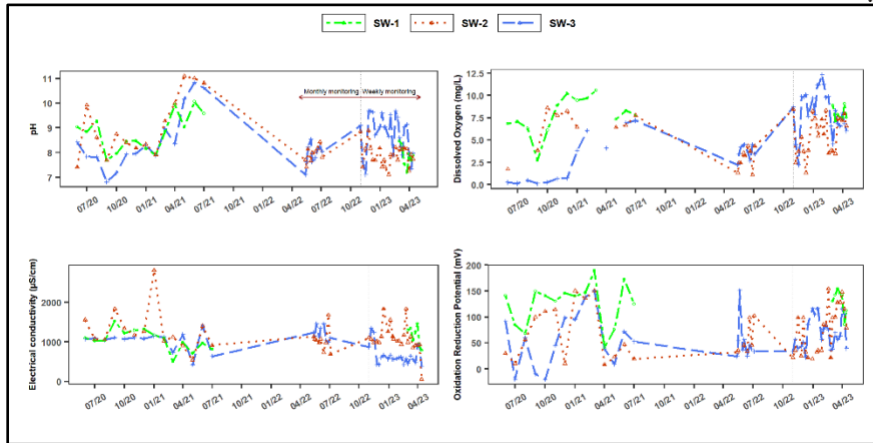 SW-1 SW-2 SW-3
11
10
9
8
7
pH
Monthly monitoring Weekly monitoring
07/20 10/20 01/21 04/21 07/21 10/21 01/22 04/22 07/22 10/22 01/23 04/23
12.5
10.0
7.5
5.0
2.5
0.0
Dissolved Oxygen (mg/L)
07/20 10/20 01/21 04/21 07/21 10/21 01/22 04/22 07/22 10/22 01/23 04/23
2000
1000
0
Electrical conductivity (µS/cm)
07/20 10/20 01/21 04/21 07/21 10/21 01/22 04/22 07/22 10/22 01/23 04/23
200
150
100
50
0
Oxidation Reduction Potential (mV)
07/20 10/20 01/21 04/21 07/21 10/21 01/22 04/22 07/22 10/22 01/23 04/23